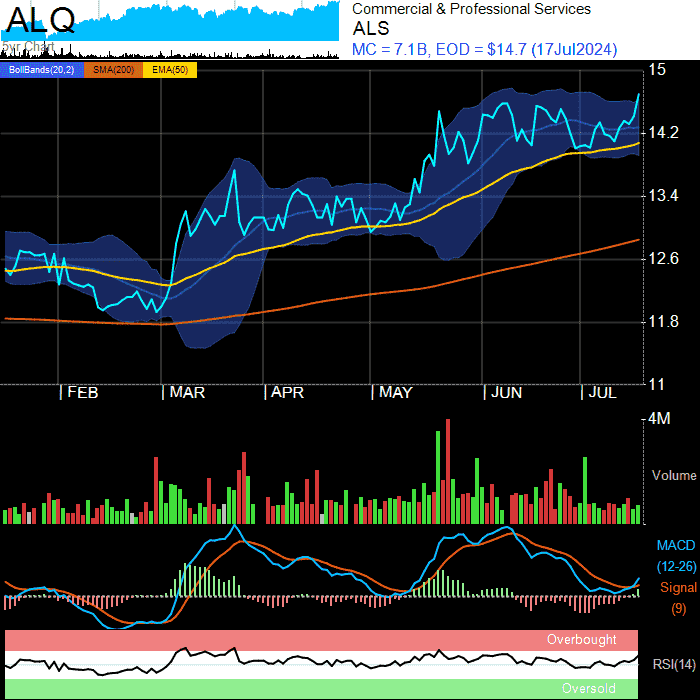 ALQ
5yr Chart
Commercial & Professional Services
ALS
MC = 7.1B, EOD = $14.7 (17Jul2024)
BollBands(20,2) SMA(200) EMA(50)
15
14.2
13.4
12.6
11.8
11
FEB MAR APR MAY JUN JUL
4M
Volume
MACD
(12-26)
Signal
(9)
Overbought
RSI(14)
Oversold